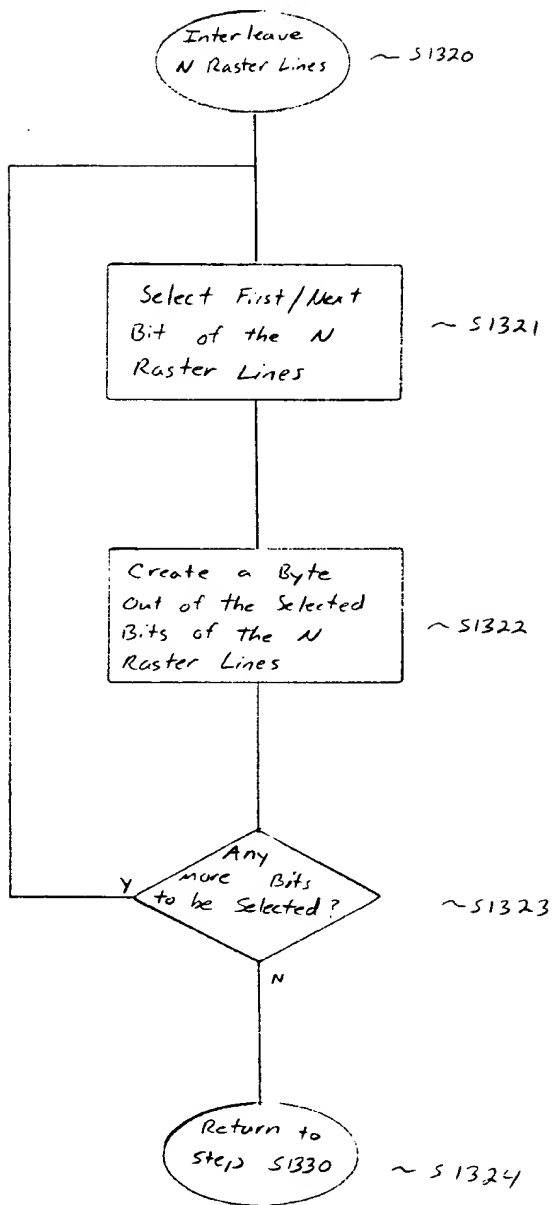 Interleave
N Raster Lines
~ S1320
Select First/Next
Bit of the N
Raster Lines
~ S1321
Create a Byte
Out of the Selected
Bits of the N
Raster Lines
~ S1322
Any
more Bits
to be Selected?
Y
~ S1323
N
Return to
Step S1330
~ S1324